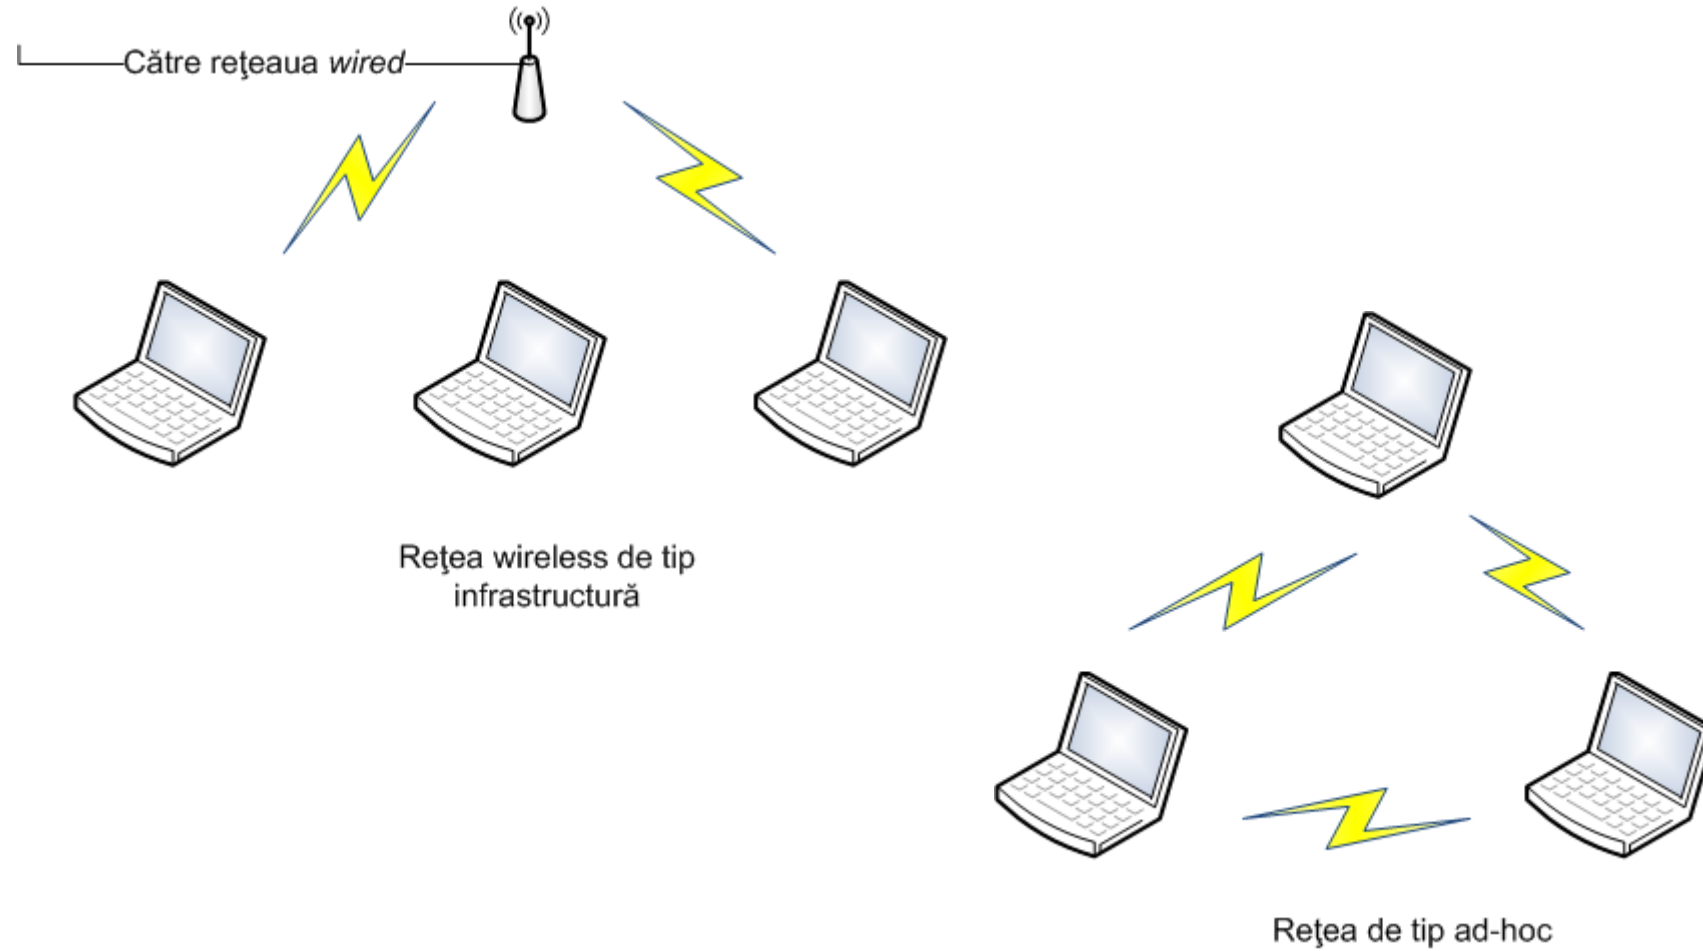 Către reţeaua wired
Reţea wireless de tip
infrastructură
Reţea de tip ad-hoc